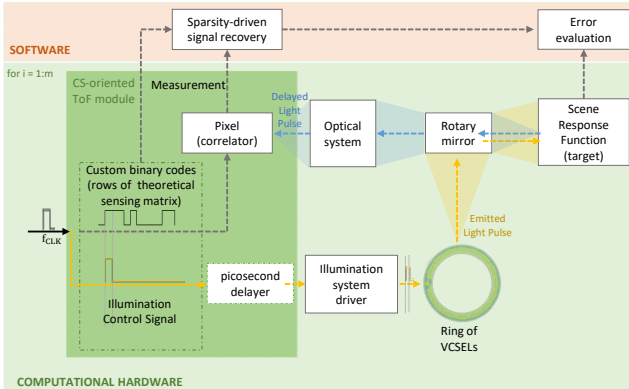 Sparsity-driven
signal recovery
Error
evaluation
SOFTWARE
for i = 1:m
CS-oriented
ToF module
Measurement
Delayed
Light
Pulse
Pixel
(correlator)
Optical
system
Rotary
mirror
Scene
Response
Function
(target)
Custom binary codes
(rows of theoretical
sensing matrix)
fCLK
Emitted
Light Pulse
picosecond
delayer
Illumination
system
driver
Illumination
Control Signal
Ring of
VCSELs
COMPUTATIONAL HARDWARE